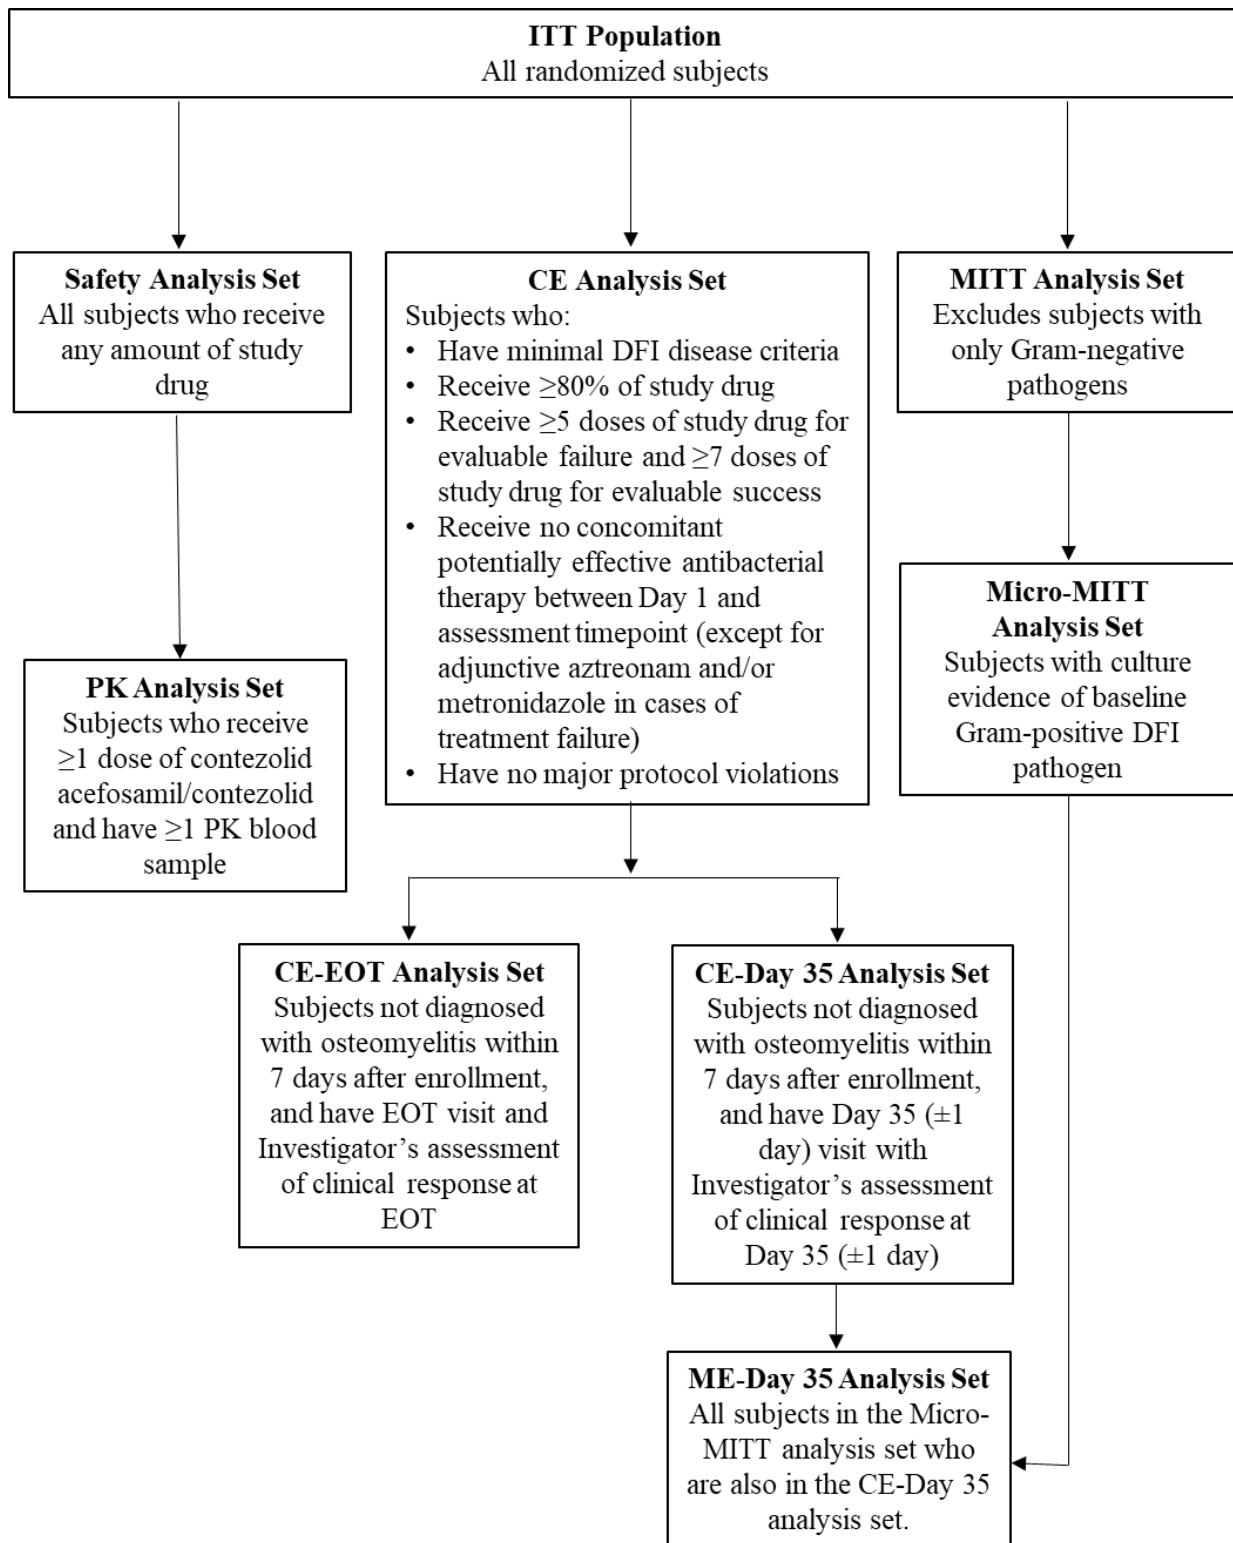 ITT Population
All randomized subjects
Safety Analysis Set
All subjects who receive
any amount of study
drug
CE Analysis Set
Subjects who:
• Have minimal DFI disease criteria
• Receive ≥80% of study drug
• Receive ≥5 doses of study drug for
evaluable failure and ≥7 doses of
study drug for evaluable success
• Receive no concomitant
potentially effective antibacterial
therapy between Day 1 and
assessment timepoint (except for
adjunctive aztreonam and/or
metronidazole in cases of
treatment failure)
• Have no major protocol violations
MITT Analysis Set
Excludes subjects with
only Gram-negative
pathogens
Micro-MITT
Analysis Set
Subjects with culture
evidence of baseline
Gram-positive DFI
pathogen
PK Analysis Set
Subjects who receive
≥1 dose of contezolid
acefosamil/contezolid
and have ≥1 PK blood
sample
CE-EOT Analysis Set
Subjects not diagnosed
with osteomyelitis within
7 days after enrollment,
and have EOT visit and
Investigator’s assessment
of clinical response at
EOT
CE-Day 35 Analysis Set
Subjects not diagnosed
with osteomyelitis within
7 days after enrollment,
and have Day 35 (±1
day) visit with
Investigator’s assessment
of clinical response at
Day 35 (±1 day)
ME-Day 35 Analysis Set
All subjects in the Micro-
MITT analysis set who
are also in the CE-Day 35
analysis set.